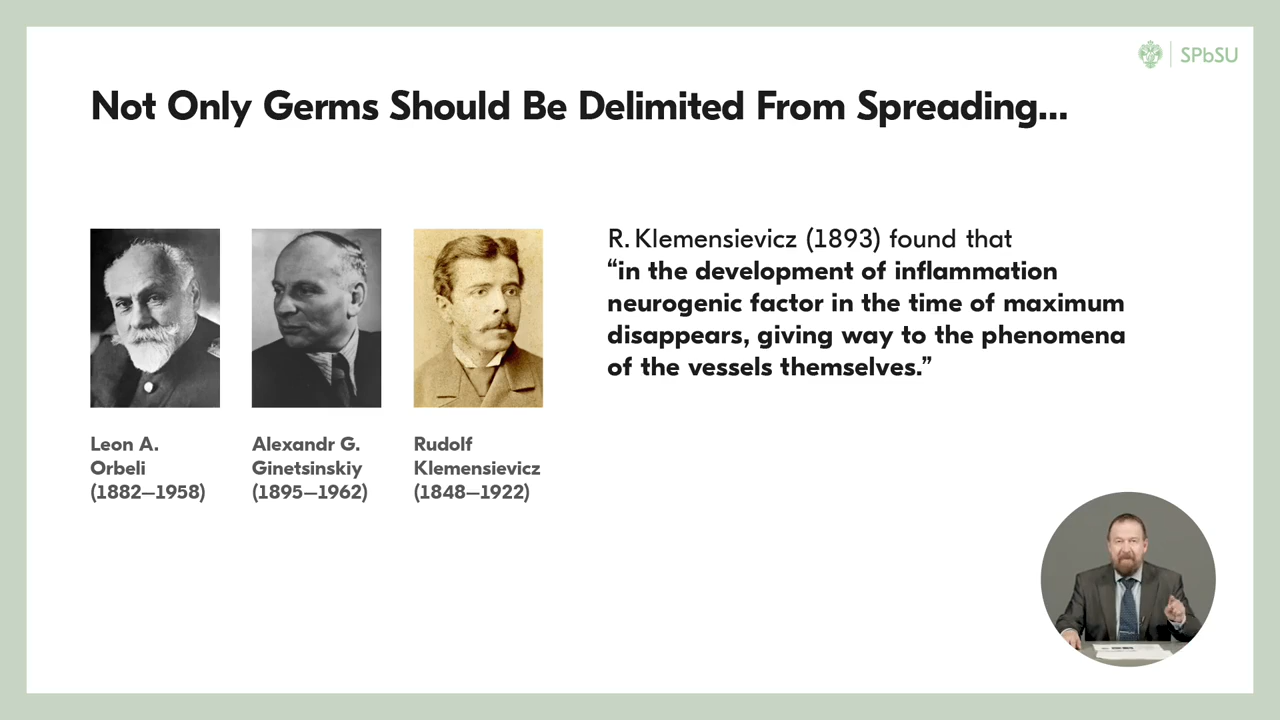 SPbSU
Not Only Germs Should Be Delimited From Spreading...
R. Klemensievicz (1893) found that
“in the development of inflammation
neurogenic factor in the time of maximum
disappears, giving way to the phenomena
of the vessels themselves.”
Leon A.
Orbeli
(1882–1958)
Alexandr G.
Ginetsinskiy
(1895–1962)
Rudolf
Klemensievicz
(1848–1922)